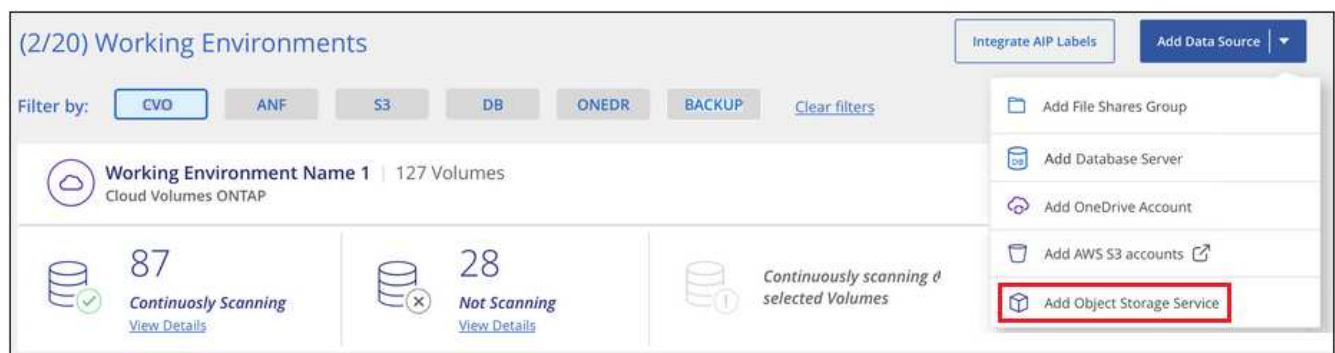 (2/20) Working Environments
Integrate AIP Labels
Add Data Source
Filter by:
CVO
ANF
S3
DB
ONEDR
BACKUP
Clear filters
Add File Shares Group
DB
Add Database Server
Working Environment Name 1 | 127 Volumes
Cloud Volumes ONTAP
Add OneDrive Account
Add AWS S3 accounts
Add Object Storage Service
87
Continuosly Scanning
View Details
28
Not Scanning
View Details
Continuously scanning
selected Volumes